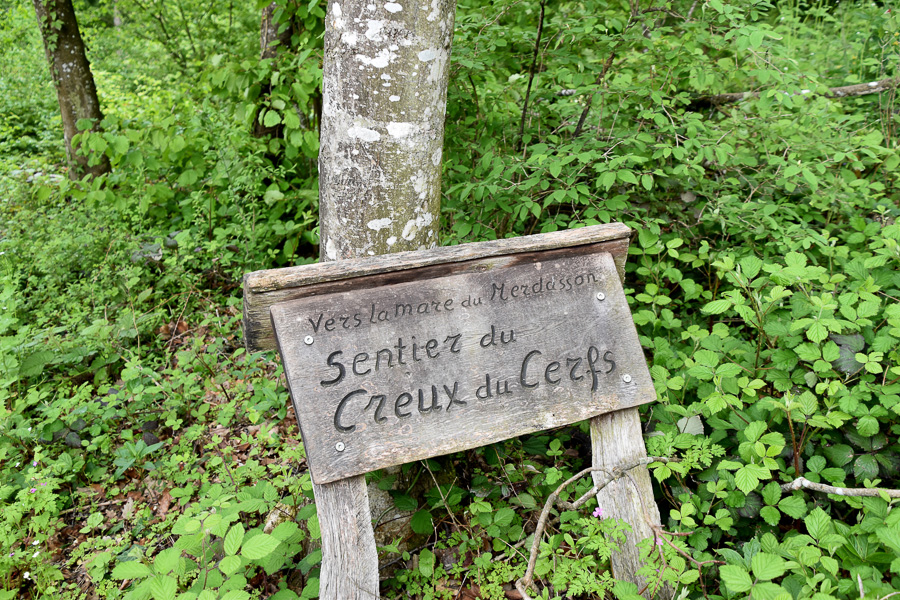 Vers la mare du Merdasson
Sentier du
Creux du Cerfs